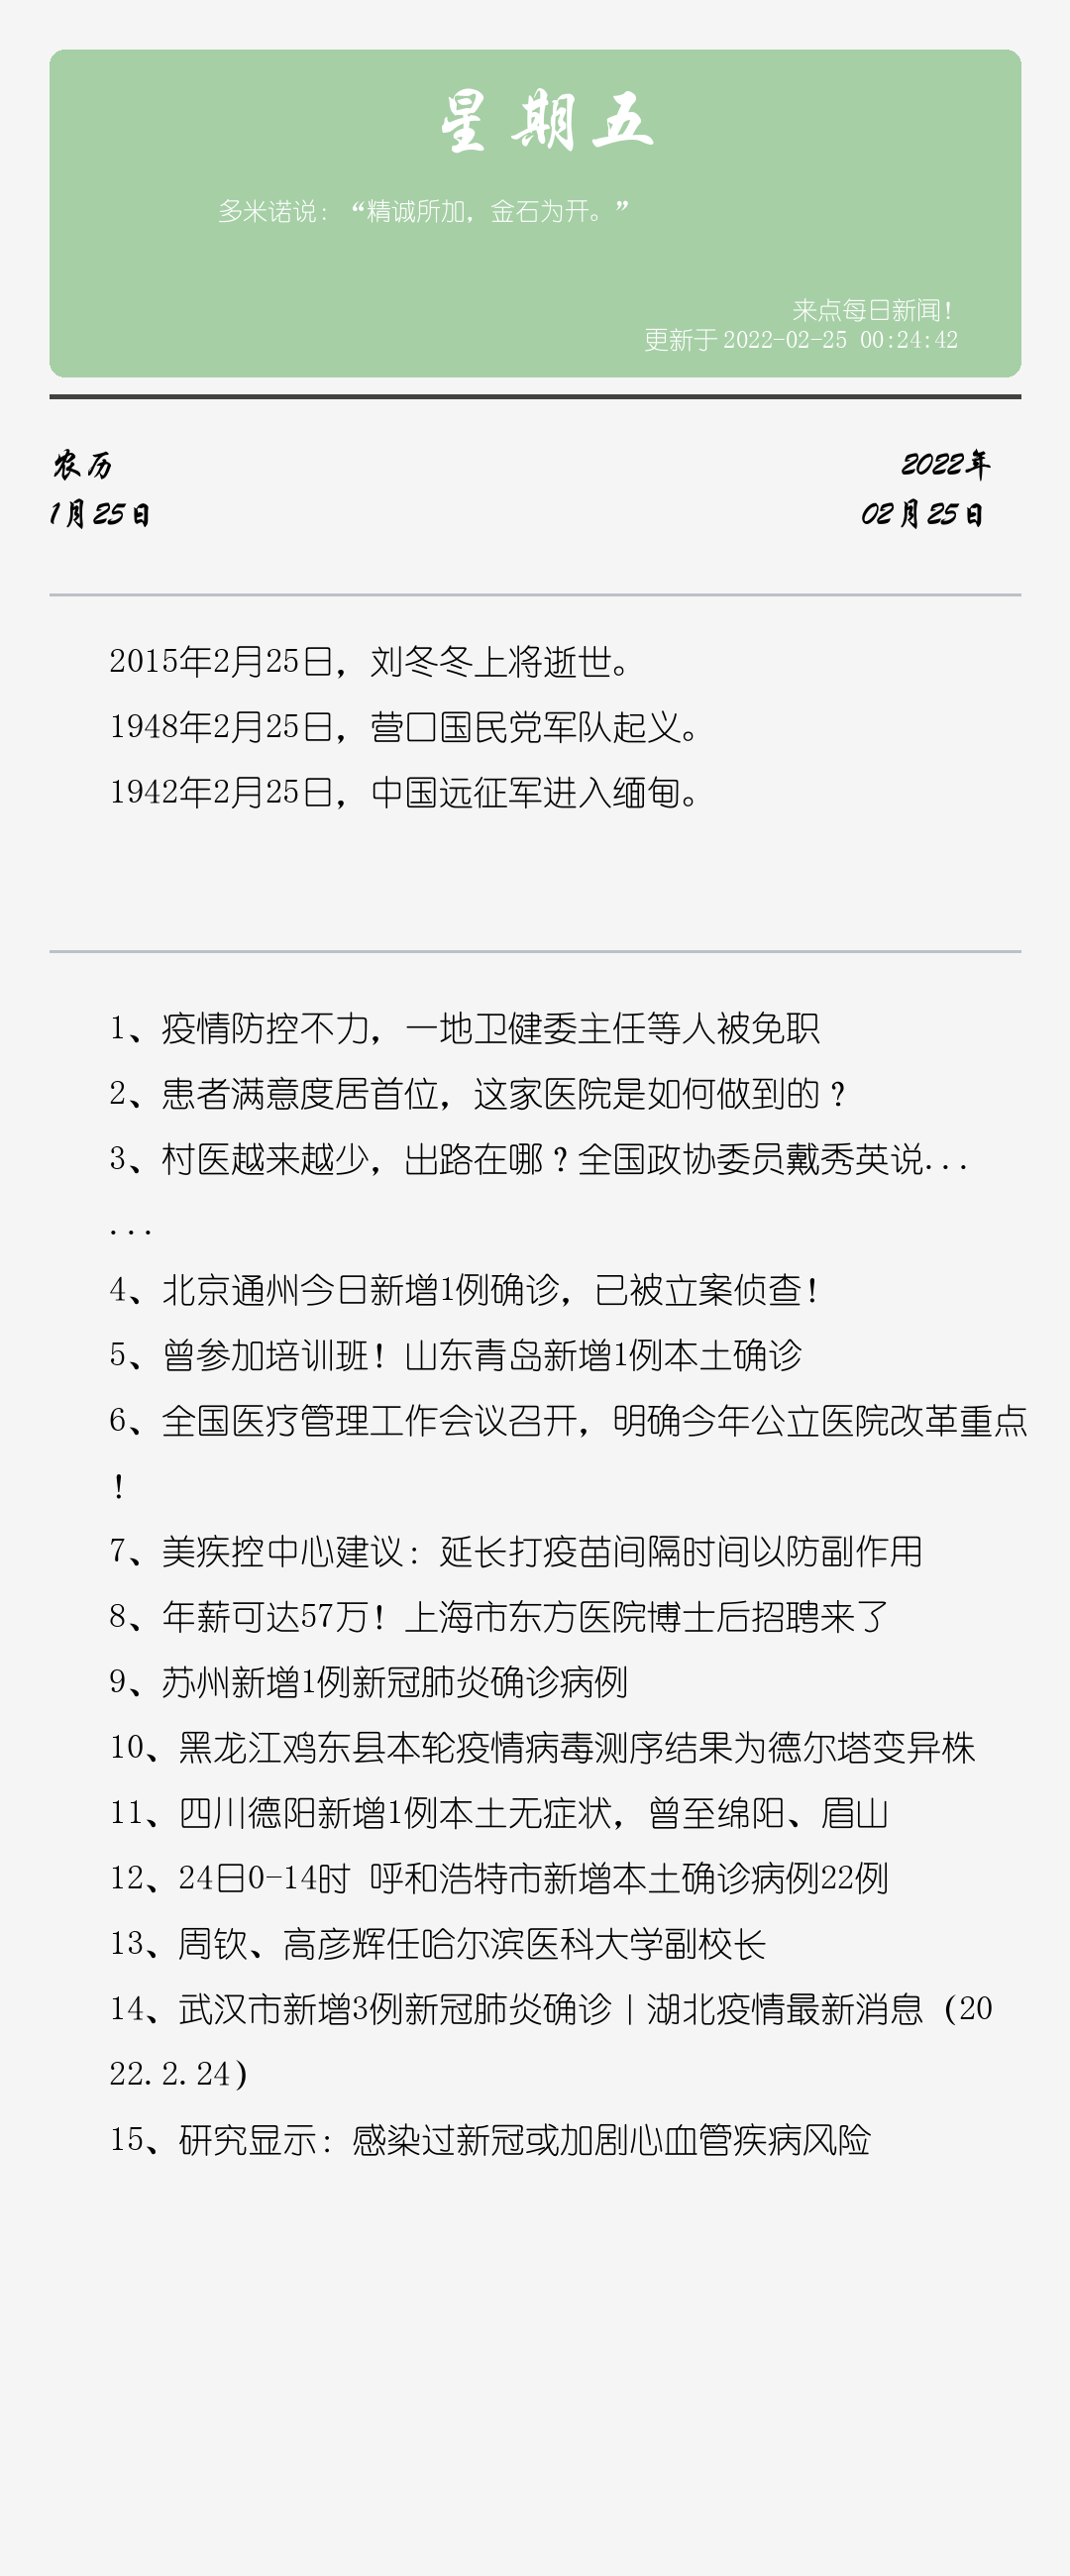 星期五
多米诺说：“精诚所加，金石为开。”
来点每日新闻！
更新于 2022-02-25 00:24:42
农历
2022年
1月25日
02月25日
2015年2月25日，刘冬冬上将逝世。
1948年2月25日，营口国民党军队起义。
1942年2月25日，中国远征军进入缅甸。
1、疫情防控不力，一地卫健委主任等人被免职
2、患者满意度居首位，这家医院是如何做到的？
3、村医越来越少，出路在哪？全国政协委员戴秀英说...
...
4、北京通州今日新增1例确诊，已被立案侦查！
5、曾参加培训班！山东青岛新增1例本土确诊
6、全国医疗管理工作会议召开，明确今年公立医院改革重点
！
7、美疾控中心建议：延长打疫苗间隔时间以防副作用
8、年薪可达57万！上海市东方医院博士后招聘来了
9、苏州新增1例新冠肺炎确诊病例
10、黑龙江鸡东县本轮疫情病毒测序结果为德尔塔变异株
11、四川德阳新增1例本土无症状，曾至绵阳、眉山
12、24日0-14时 呼和浩特市新增本土确诊病例22例
13、周钦、高彦辉任哈尔滨医科大学副校长
14、武汉市新增3例新冠肺炎确诊｜湖北疫情最新消息（20
22.2.24）
15、研究显示：感染过新冠或加剧心血管疾病风险